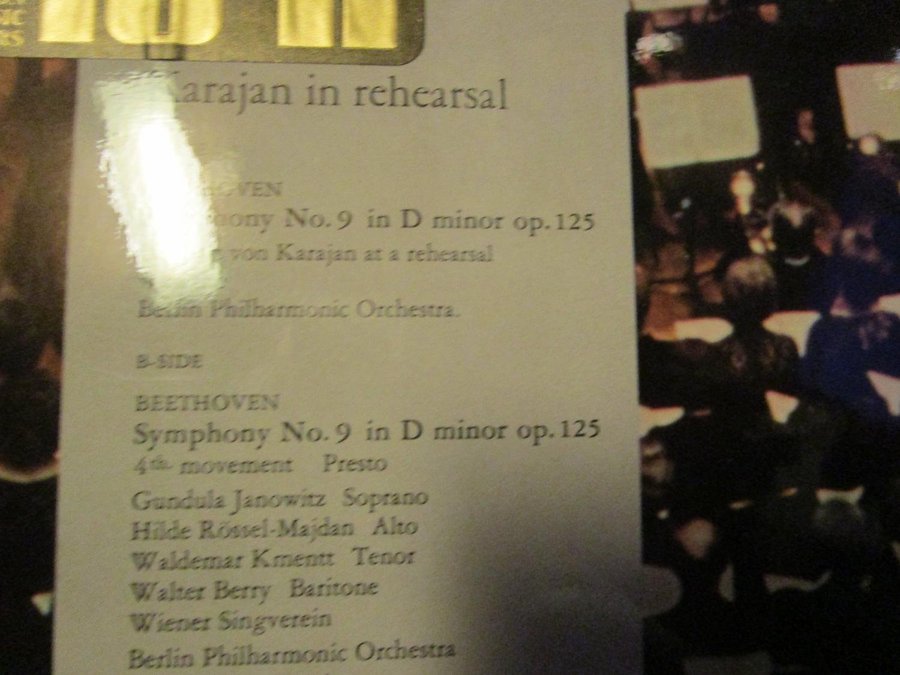 Karajan in rehearsal
Symphony No. 9 in D minor op. 125
von Karajan at a rehearsal
Berlin Philharmonic Orchestra.
B-SIDE
BEETHOVEN
Symphony No. 9 in D minor op. 125
4th movement Presto
Gundula Janowitz Soprano
Hilde Rössel-Majdan Alto
Waldemar Kmentt Tenor
Walter Berry Baritone
Wiener Singverein
Berlin Philharmonic Orchestra